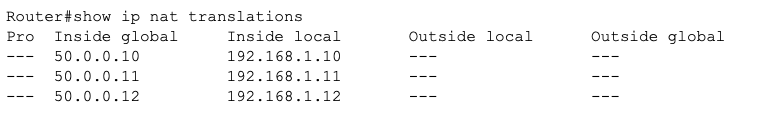 Router#show ip nat translations
Pro  Inside global     Inside local       Outside local      Outside global
---  50.0.0.10         192.168.1.10       ---                ---
---  50.0.0.11         192.168.1.11       ---                ---
---  50.0.0.12         192.168.1.12       ---                ---